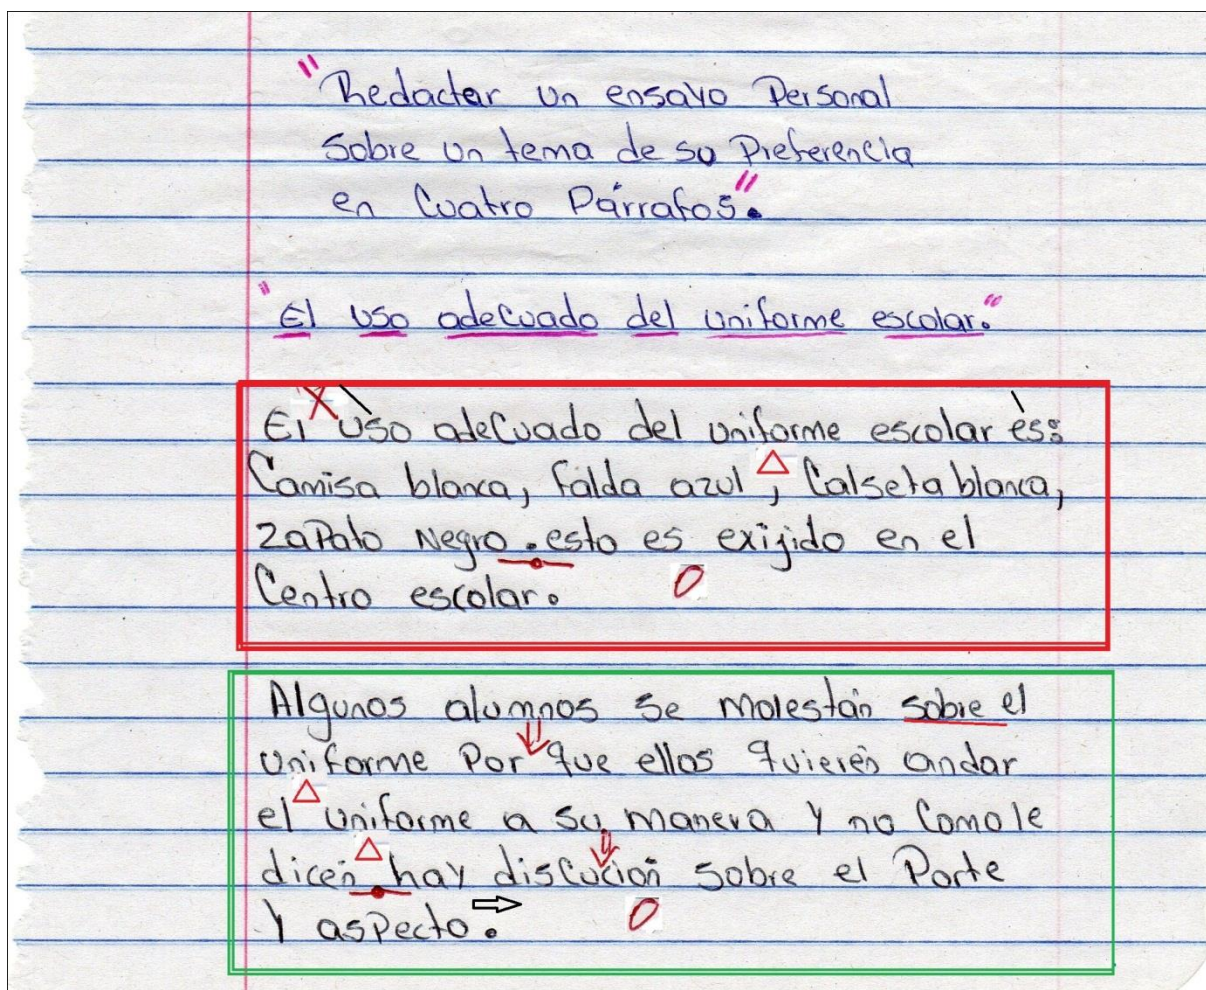 "Redactar un ensayo Personal
Sobre un tema de su Preferencia
en Cuatro Párrafos".
"El uso adecuado del uniforme escolar."
El uso adecuado del uniforme escolar es:
Camisa blanca, falda azul, Calseta blanca,
zaPato Negro . esto es exijido en el
Centro escolar.
Algunos alumnos se molestan sobre el
uniforme Por que ellos quieren andar
el uniforme a su manera y no Como le
dicen hay discucion sobre el Porte
Y asPecto.